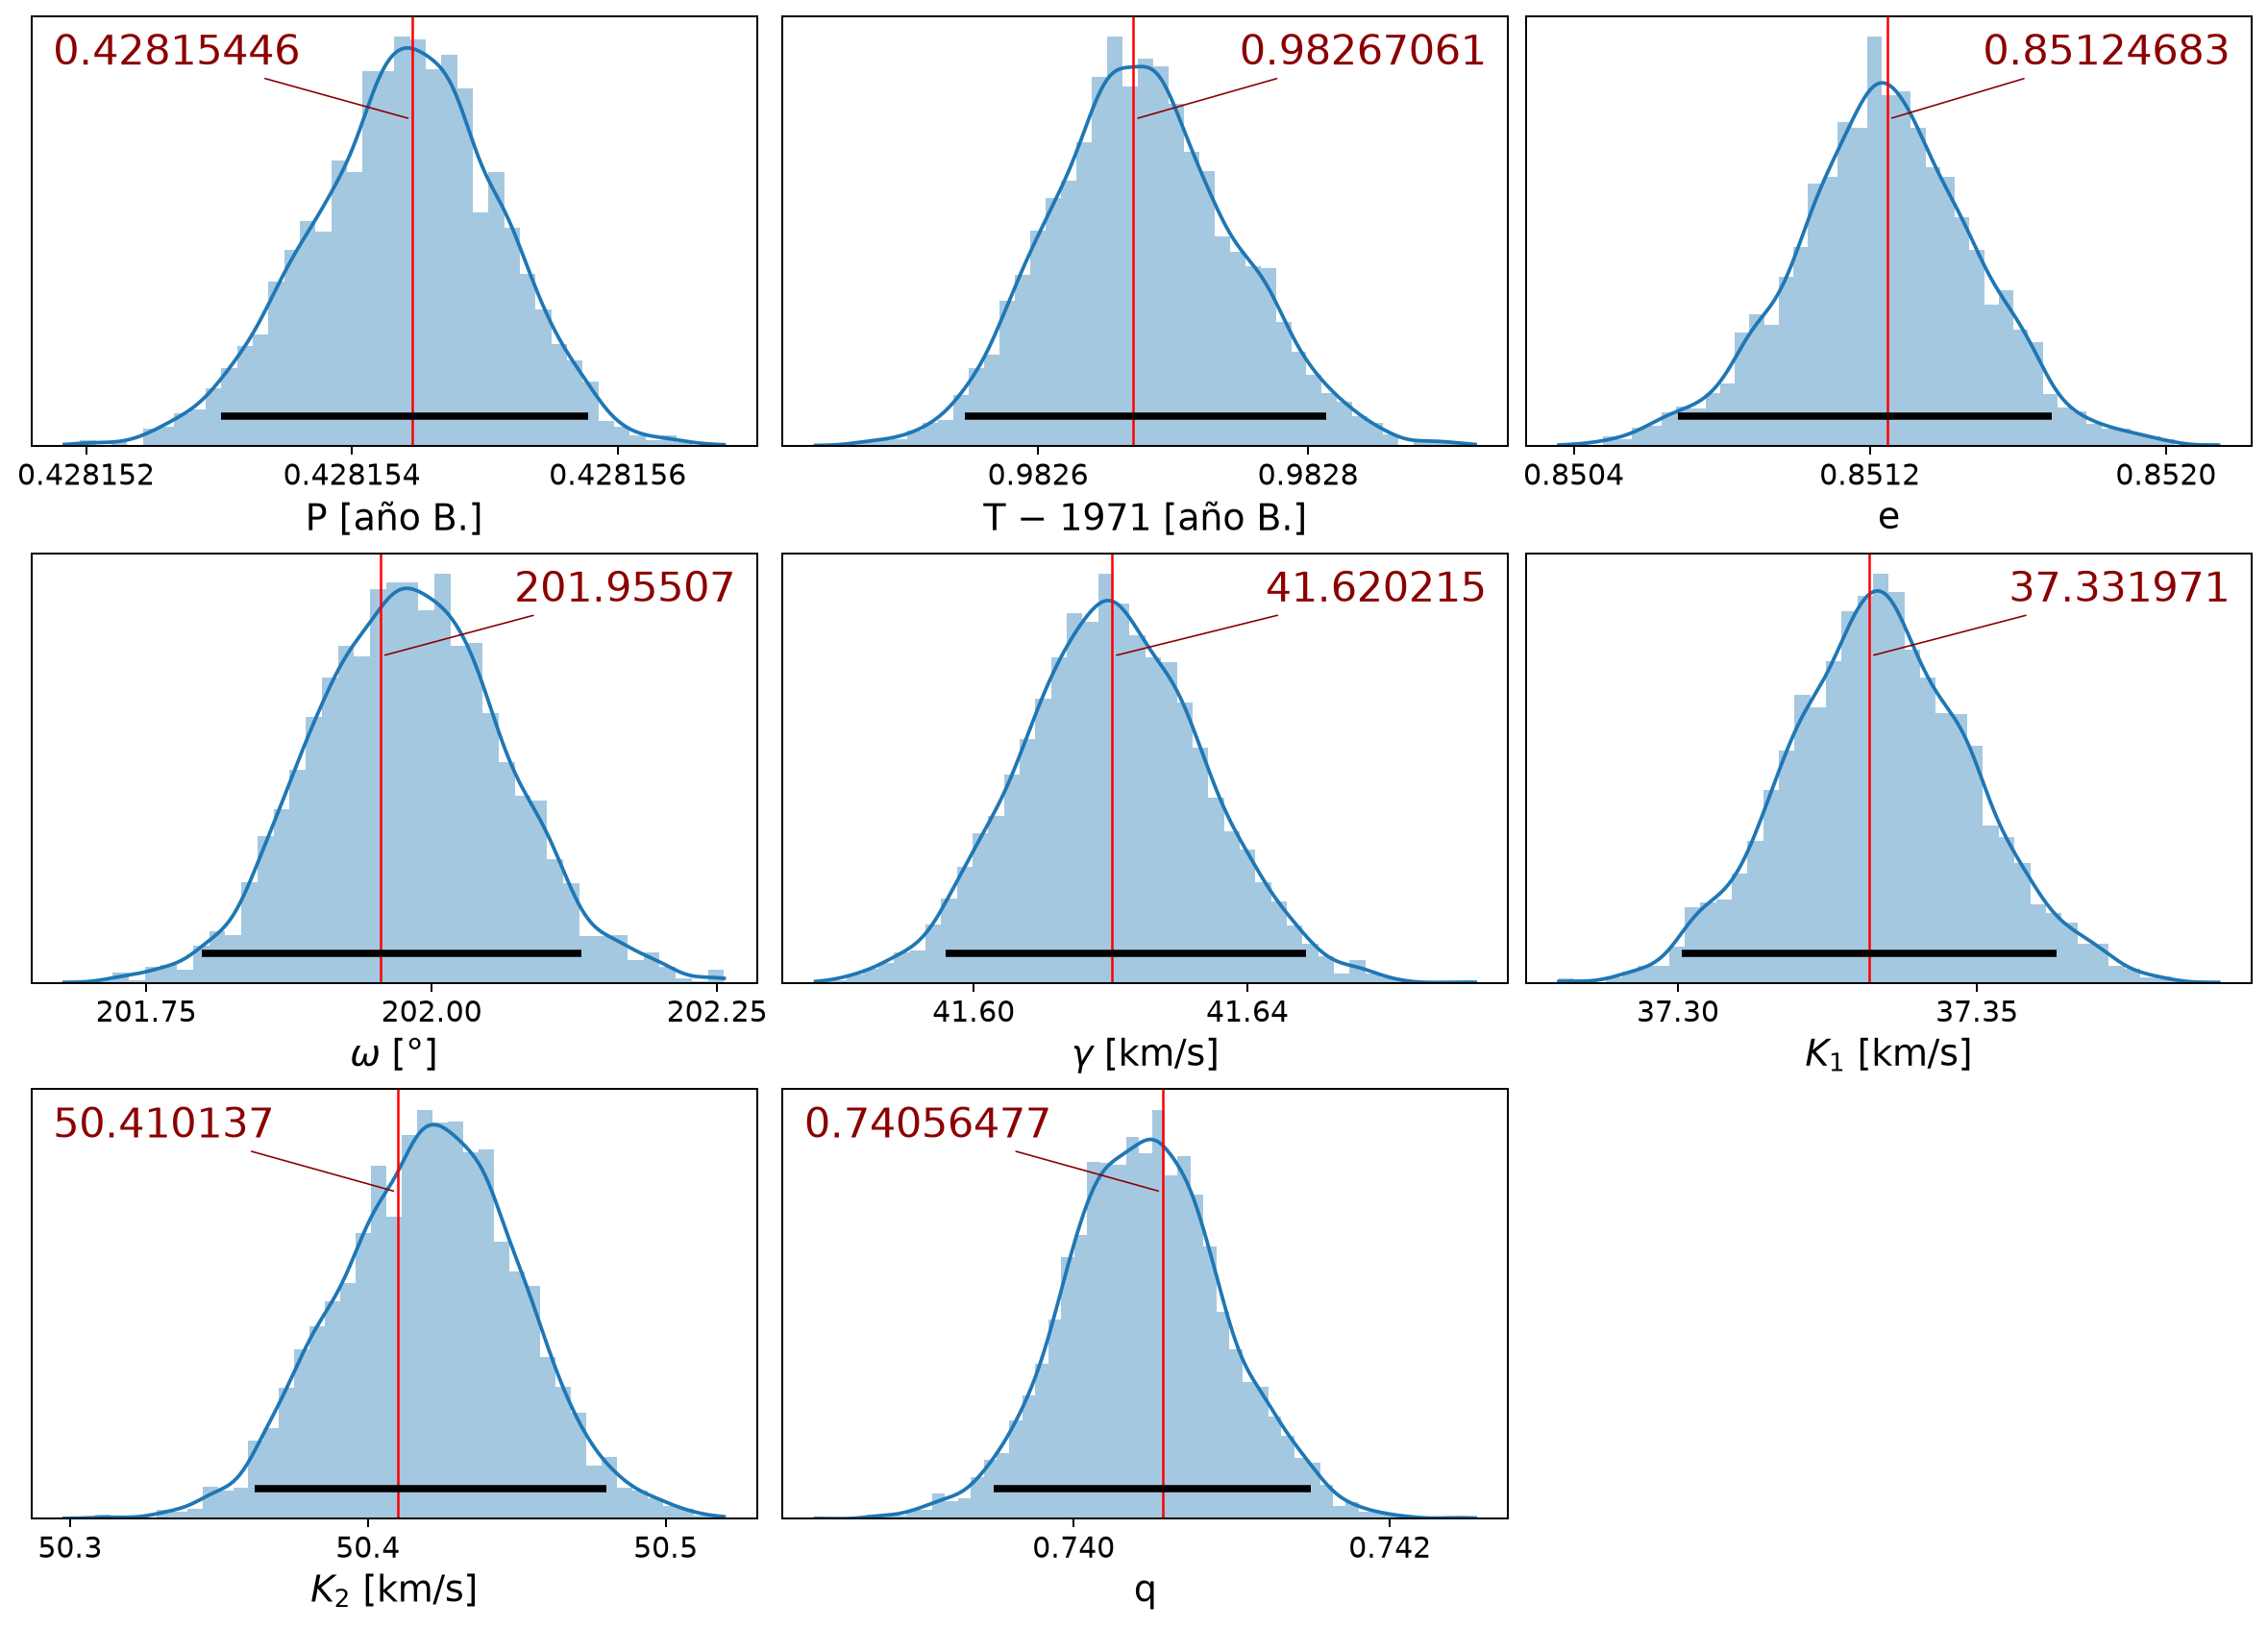 0.42815446
0.98267061
0.85124683
0.428152 0.428154 0.428156
0.9826 0.9828
0.8504 0.8512 0.8520
P [año B.]
T − 1971 [año B.]
e
201.95507
41.620215
37.331971
201.75 202.00 202.25
41.60 41.64
37.30 37.35
ω [°]
γ [km/s]
K₁ [km/s]
50.410137
0.74056477
50.3 50.4 50.5
0.740 0.742
K₂ [km/s]
q